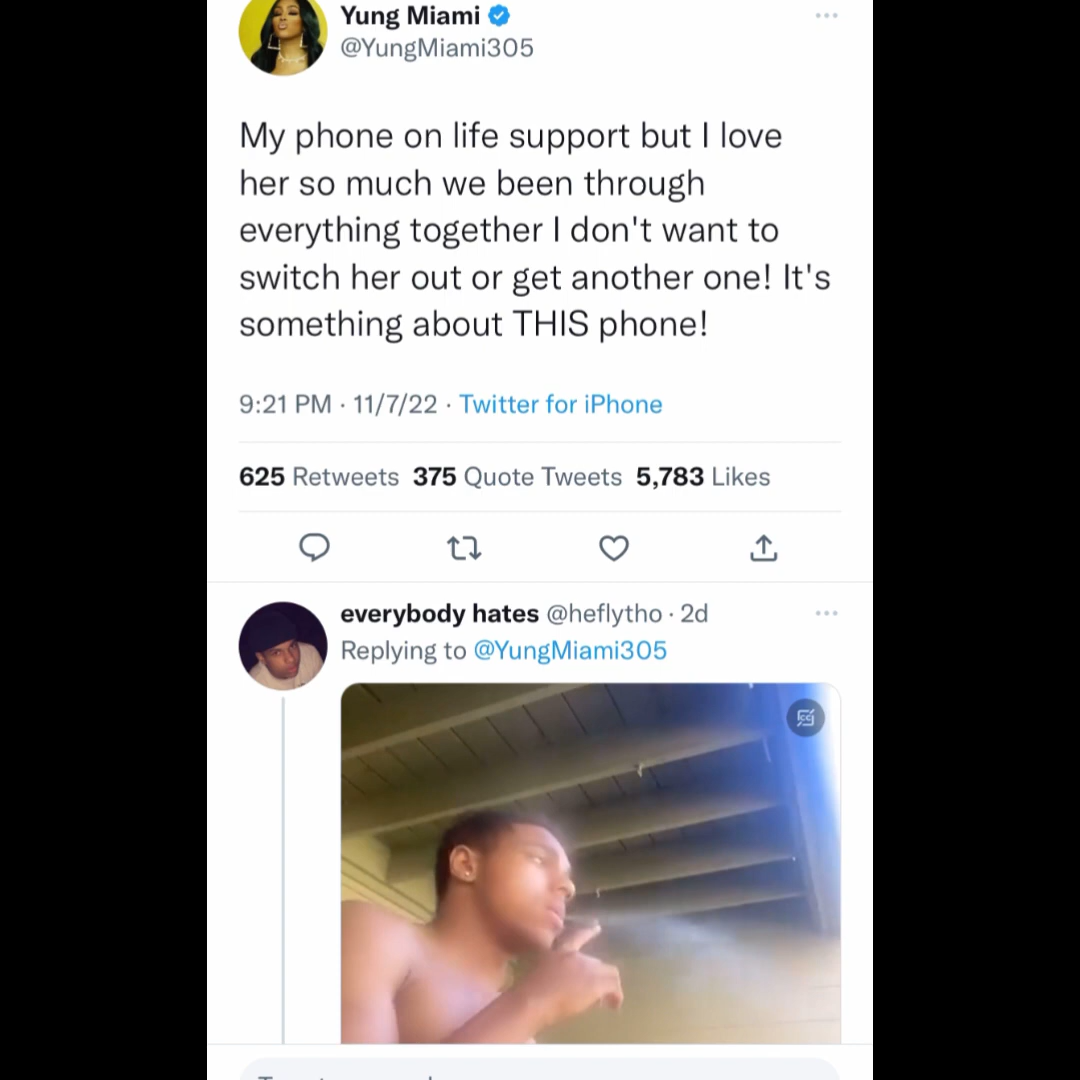 Yung Miami
@YungMiami305
My phone on life support but I love
her so much we been through
everything together I don't want to
switch her out or get another one! It's
something about THIS phone!
9:21 PM · 11/7/22 · Twitter for iPhone
625 Retweets 375 Quote Tweets 5,783 Likes
everybody hates @heflytho · 2d
Replying to @YungMiami305